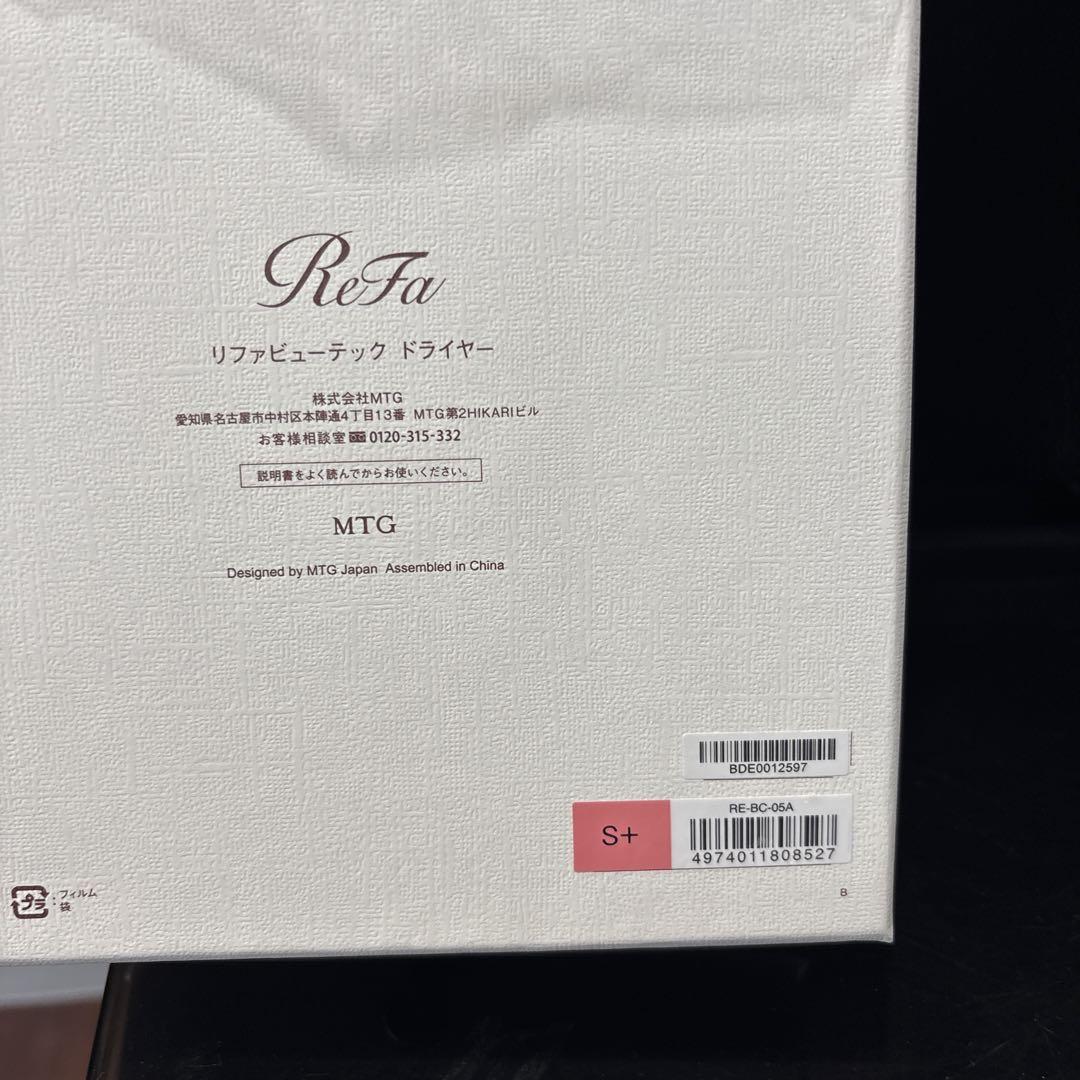 ReFa
リファビューテック ドライヤー
株式会社MTG
愛知県名古屋市中村区本陣通4丁目13番 MTG第2HIKARIビル
お客様相談室 0120-315-332
説明書をよく読んでからお使いください。
MTG
Designed by MTG Japan Assembled in China
BDE0012597
RE-BC-05A
S+
4974011808527
プラ : フィルム
袋
B